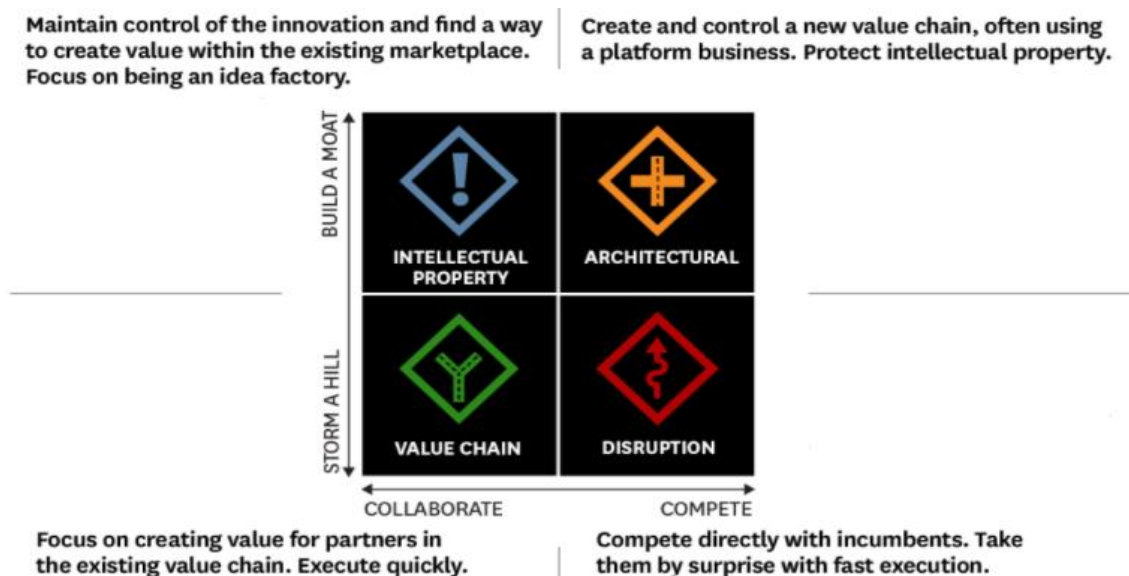 Maintain control of the innovation and find a way
to create value within the existing marketplace.
Focus on being an idea factory.
Create and control a new value chain, often using
a platform business. Protect intellectual property.
BUILD A MOAT
STORM A HILL
INTELLECTUAL
PROPERTY
ARCHITECTURAL
VALUE CHAIN
DISRUPTION
COLLABORATE
COMPETE
Focus on creating value for partners in
the existing value chain. Execute quickly.
Compete directly with incumbents. Take
them by surprise with fast execution.